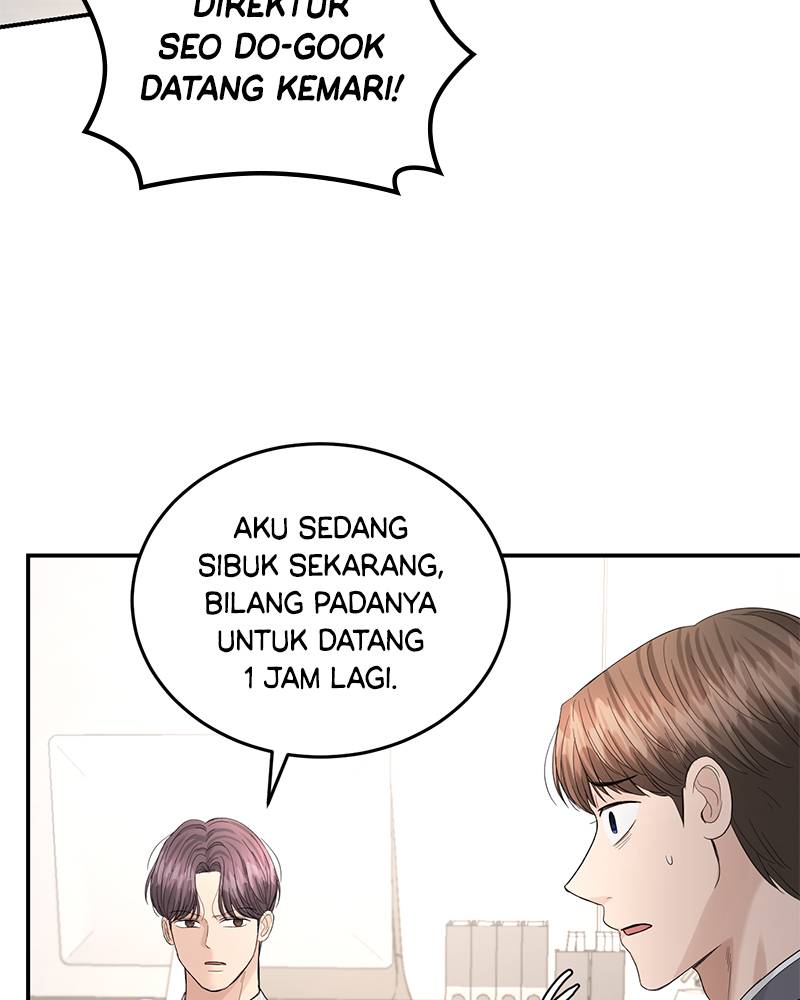 DIREKTUR
SEO DO-GOOK
DATANG KEMARI!
AKU SEDANG
SIBUK SEKARANG,
BILANG PADANYA
UNTUK DATANG
1 JAM LAGI.